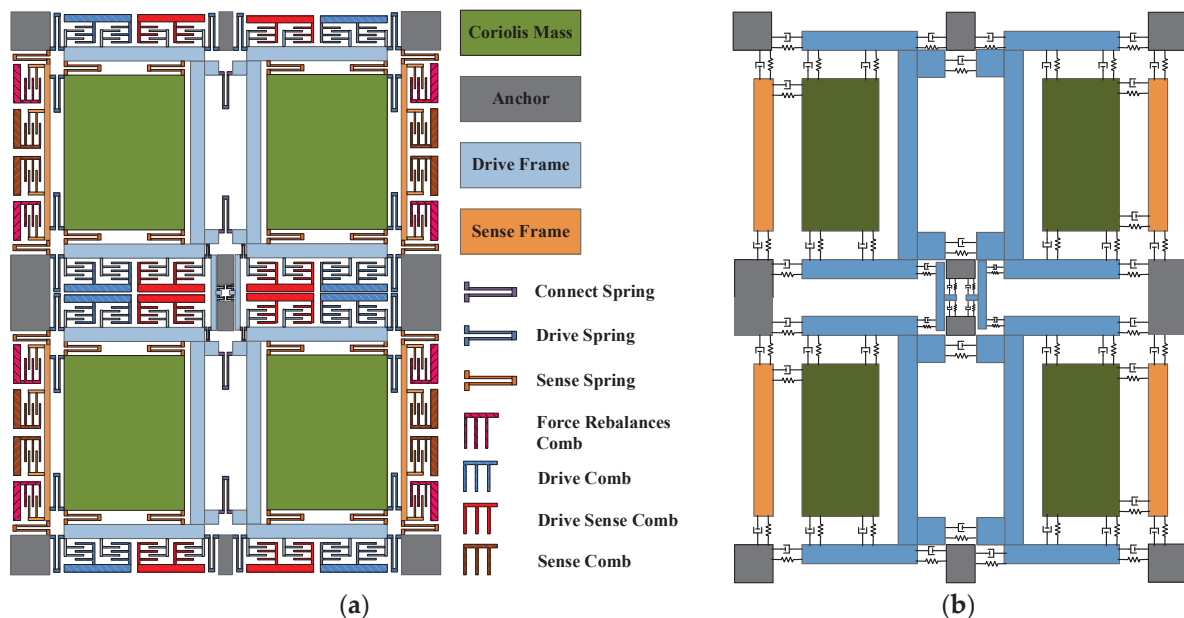 Coriolis Mass
Anchor
Drive Frame
Sense Frame
Connect Spring
Drive Spring
Sense Spring
Force Rebalances
Comb
Drive Comb
Drive Sense Comb
Sense Comb
(a)
(b)